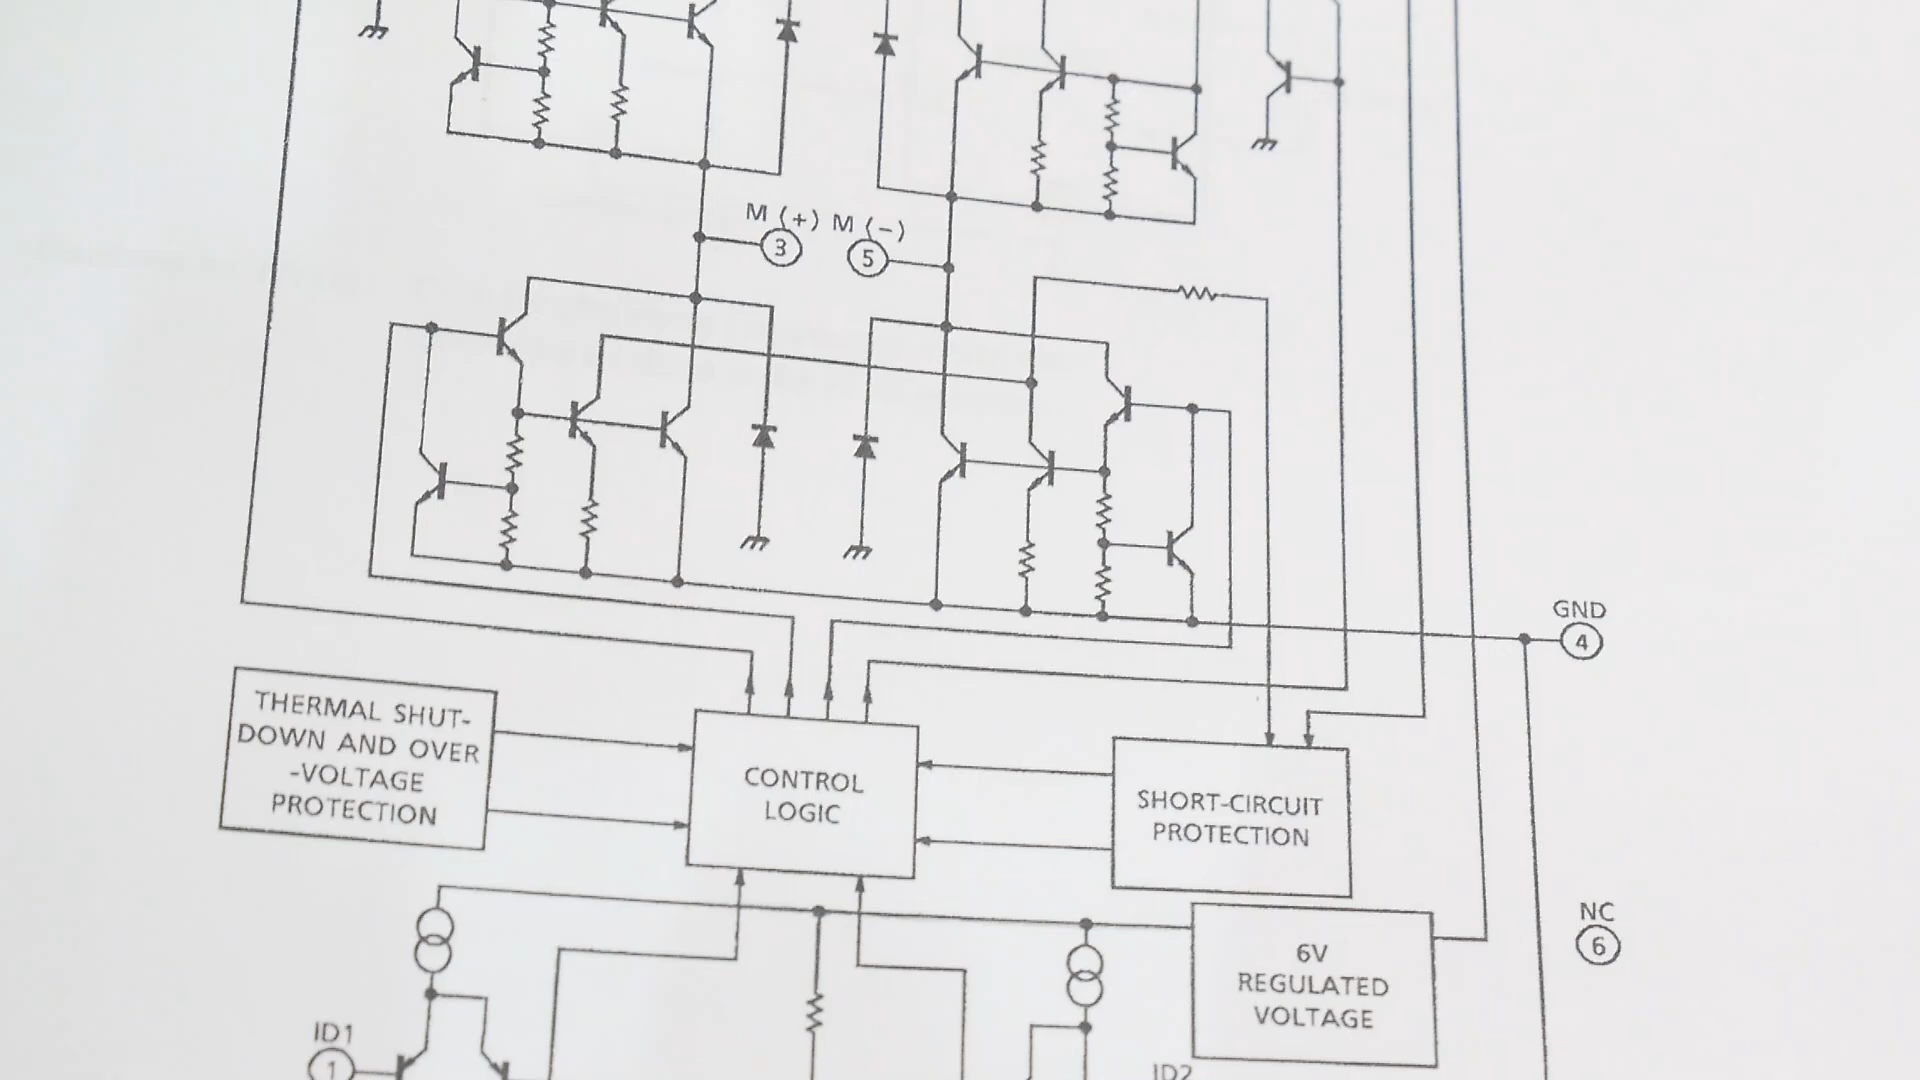 M (+) M (-)
3
5
GND
4
THERMAL SHUT-
DOWN AND OVER
-VOLTAGE
PROTECTION
CONTROL
LOGIC
SHORT-CIRCUIT
PROTECTION
NC
6
6V
REGULATED
VOLTAGE
ID1
1
ID2